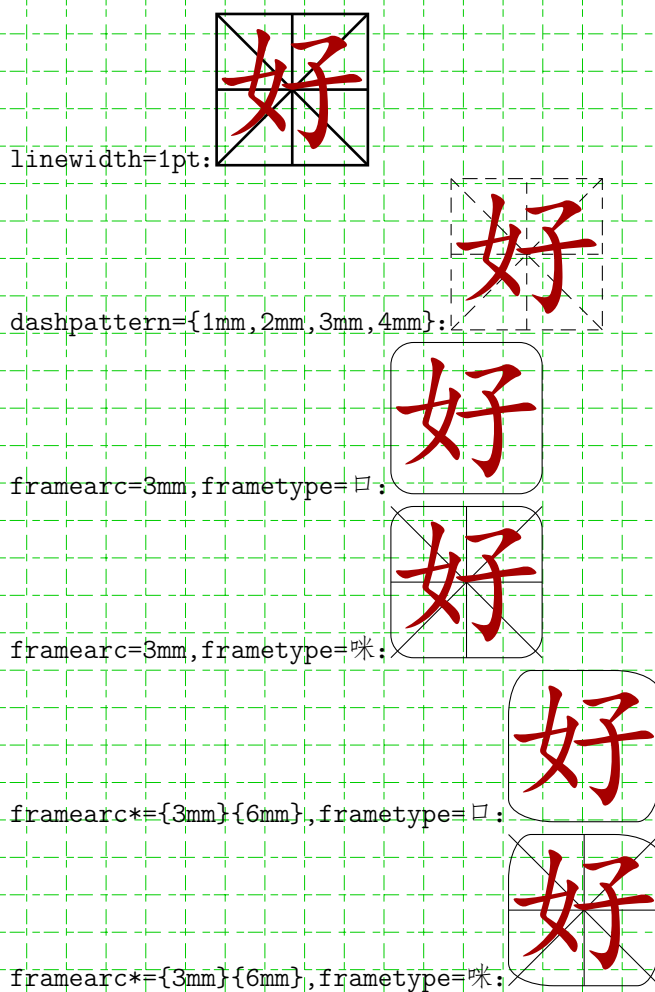 linewidth=1pt:好
dashpattern={1mm,2mm,3mm,4mm}:好
framearc=3mm,frametype=口:好
framearc=3mm,frametype=咪:好
framearc*={3mm}{6mm},frametype=口:好
framearc*={3mm}{6mm},frametype=咪:好